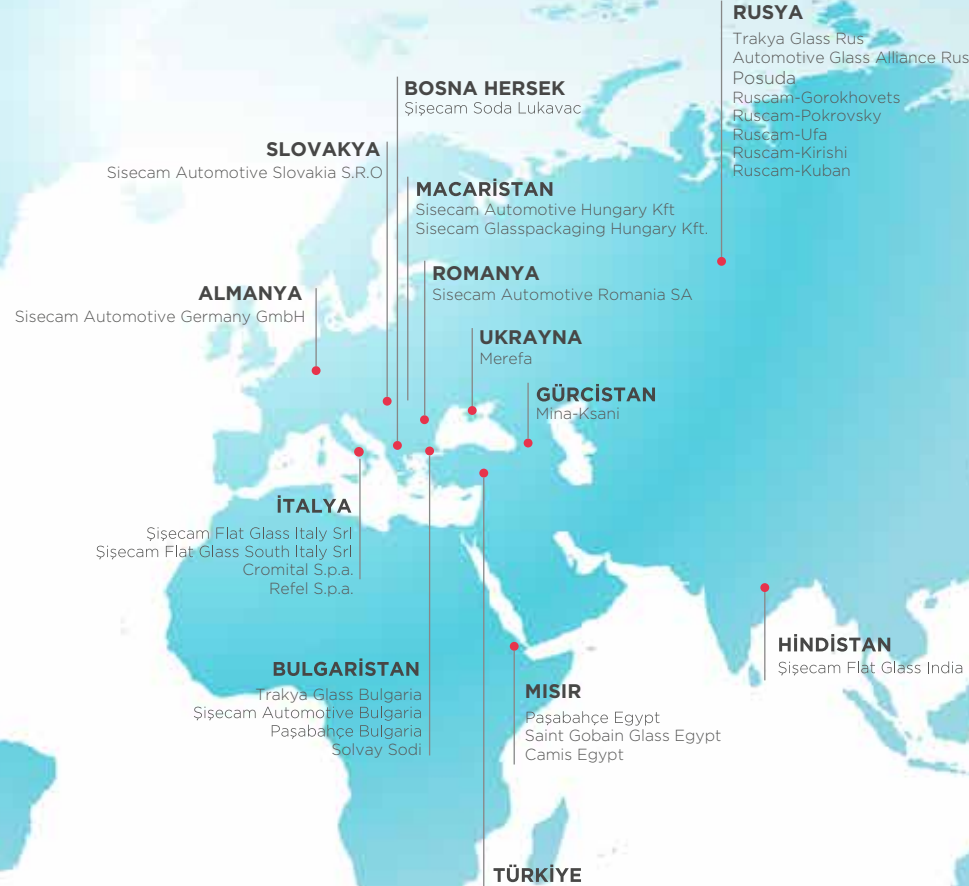 RUSYA
Trakya Glass Rus
Automotive Glass Alliance Rus
Posuda
Ruscam-Gorokhovets
Ruscam-Pokrovsky
Ruscam-Ufa
Ruscam-Kirishi
Ruscam-Kuban
BOSNA HERSEK
Şişecam Soda Lukavac
SLOVAKYA
Sisecam Automotive Slovakia S.R.O
MACARİSTAN
Sisecam Automotive Hungary Kft
Sisecam Glasspackaging Hungary Kft.
ROMANYA
Sisecam Automotive Romania SA
ALMANYA
Sisecam Automotive Germany GmbH
UKRAYNA
Merefa
GÜRCİSTAN
Mina-Ksani
İTALYA
Şişecam Flat Glass Italy Srl
Şişecam Flat Glass South Italy Srl
Cromital S.p.a.
Refel S.p.a.
HİNDİSTAN
Şişecam Flat Glass India
BULGARİSTAN
Trakya Glass Bulgaria
Şişecam Automotive Bulgaria
Paşabahçe Bulgaria
Solvay Sodi
MISIR
Paşabahçe Egypt
Saint Gobain Glass Egypt
Camis Egypt
TÜRKİYE